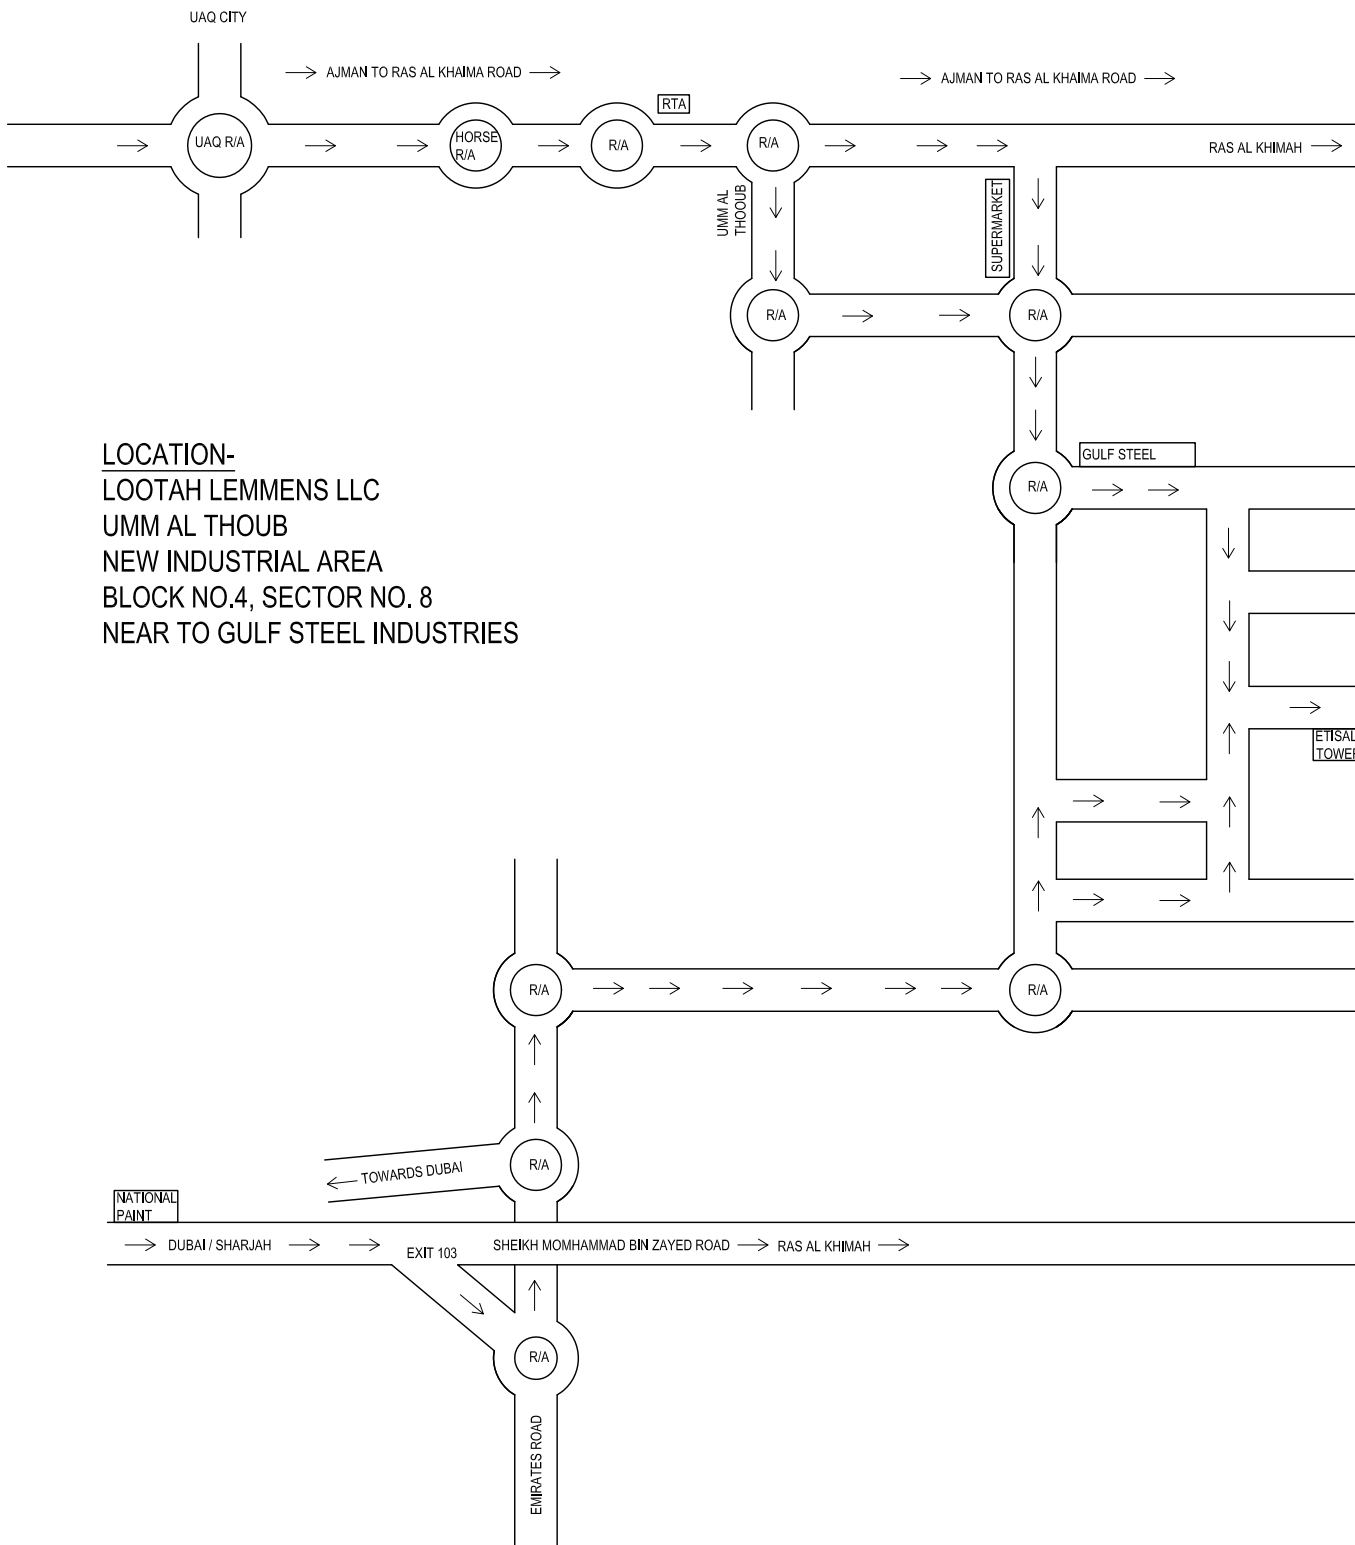 UAQ CITY
AJMAN TO RAS AL KHAIMA ROAD
AJMAN TO RAS AL KHAIMA ROAD
RTA
UAQ R/A
HORSE
R/A
R/A
R/A
RAS AL KHIMAH
UMM AL
THOOUB
SUPERMARKET
R/A
R/A
LOCATION-
LOOTAH LEMMENS LLC
UMM AL THOUB
NEW INDUSTRIAL AREA
BLOCK NO.4, SECTOR NO. 8
NEAR TO GULF STEEL INDUSTRIES
GULF STEEL
R/A
ETISAL
TOWE
R/A
R/A
R/A
TOWARDS DUBAI
NATIONAL
PAINT
DUBAI / SHARJAH
EXIT 103
SHEIKH MOMHAMMAD BIN ZAYED ROAD
RAS AL KHIMAH
R/A
EMIRATES ROAD